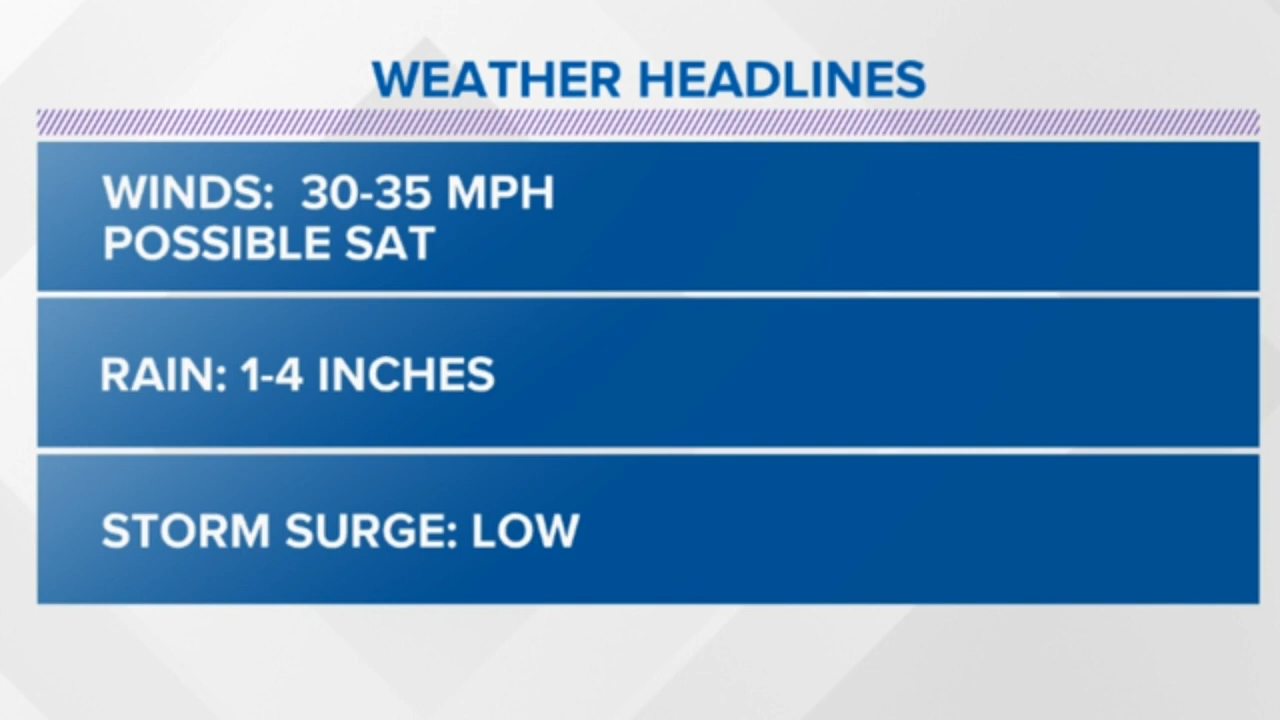 WEATHER HEADLINES
WINDS:  30-35 MPH
POSSIBLE SAT
RAIN: 1-4 INCHES
STORM SURGE: LOW